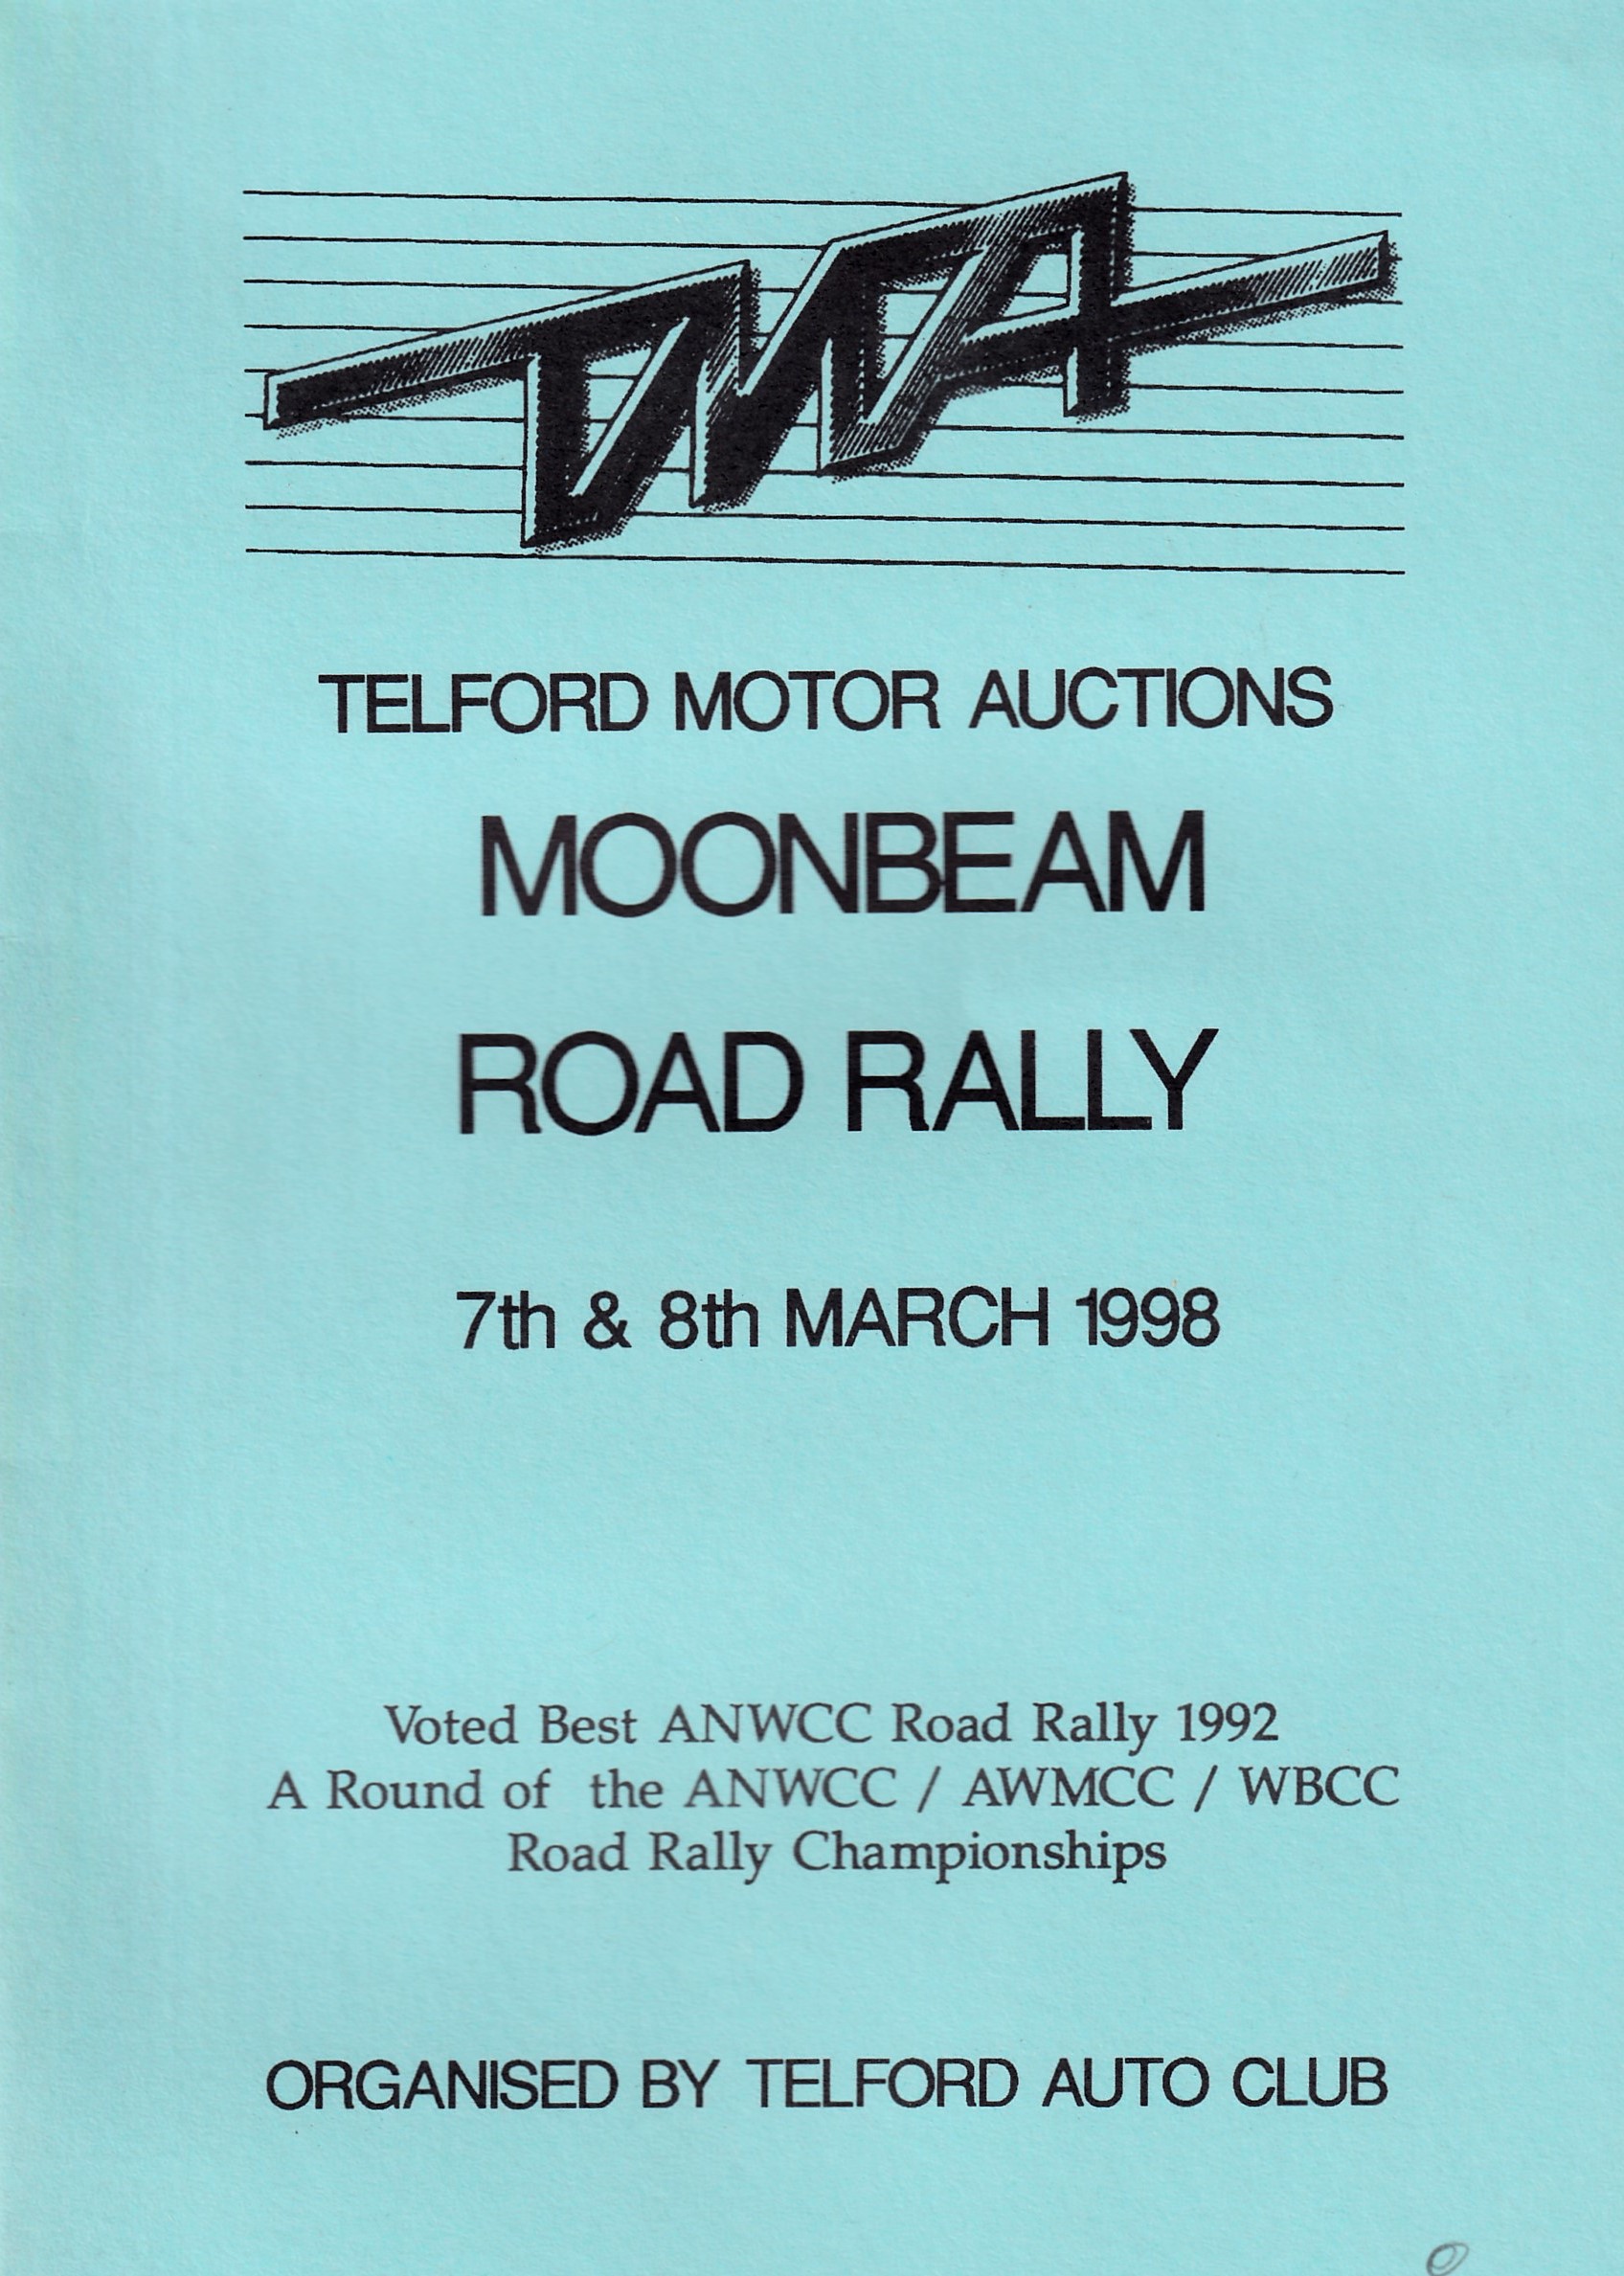 TMA
TELFORD MOTOR AUCTIONS
MOONBEAM
ROAD RALLY
7th & 8th MARCH 1998
Voted Best ANWCC Road Rally 1992
A Round of the ANWCC / AWMCC / WBCC
Road Rally Championships
ORGANISED BY TELFORD AUTO CLUB